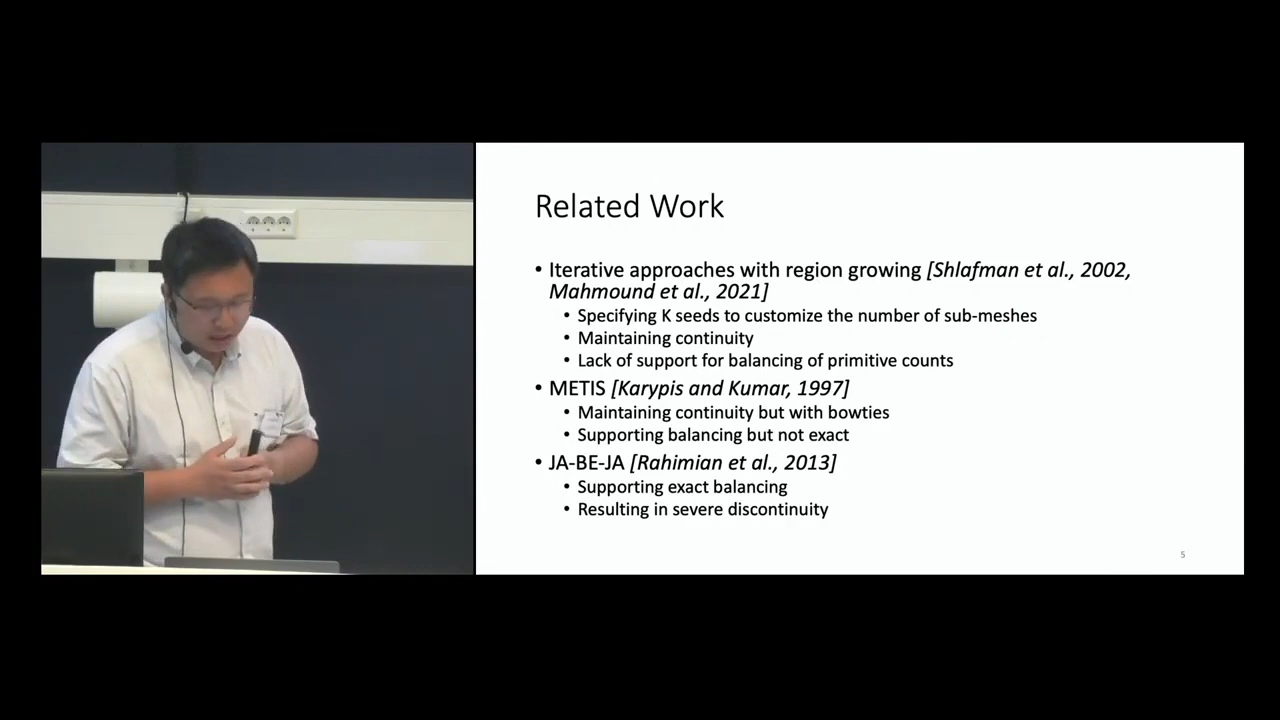 Related Work
• Iterative approaches with region growing [Shlafman et al., 2002,
Mahmound et al., 2021]
• Specifying K seeds to customize the number of sub-meshes
• Maintaining continuity
• Lack of support for balancing of primitive counts
• METIS [Karypis and Kumar, 1997]
• Maintaining continuity but with bowties
• Supporting balancing but not exact
• JA-BE-JA [Rahimian et al., 2013]
• Supporting exact balancing
• Resulting in severe discontinuity
5